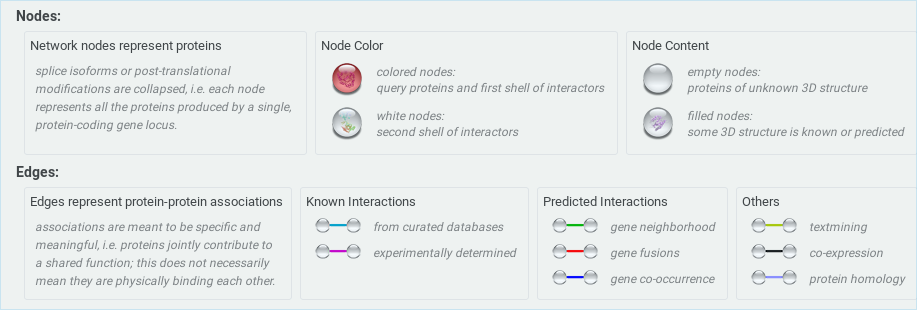 Nodes:
Network nodes represent proteins
splice isoforms or post-translational
modifications are collapsed, i.e. each node
represents all the proteins produced by a single,
protein-coding gene locus.
Node Color
colored nodes:
query proteins and first shell of interactors
white nodes:
second shell of interactors
Node Content
empty nodes:
proteins of unknown 3D structure
filled nodes:
some 3D structure is known or predicted
Edges:
Edges represent protein-protein associations
associations are meant to be specific and
meaningful, i.e. proteins jointly contribute to
a shared function; this does not necessarily
mean they are physically binding each other.
Known Interactions
from curated databases
experimentally determined
Predicted Interactions
gene neighborhood
gene fusions
gene co-occurrence
Others
textmining
co-expression
protein homology